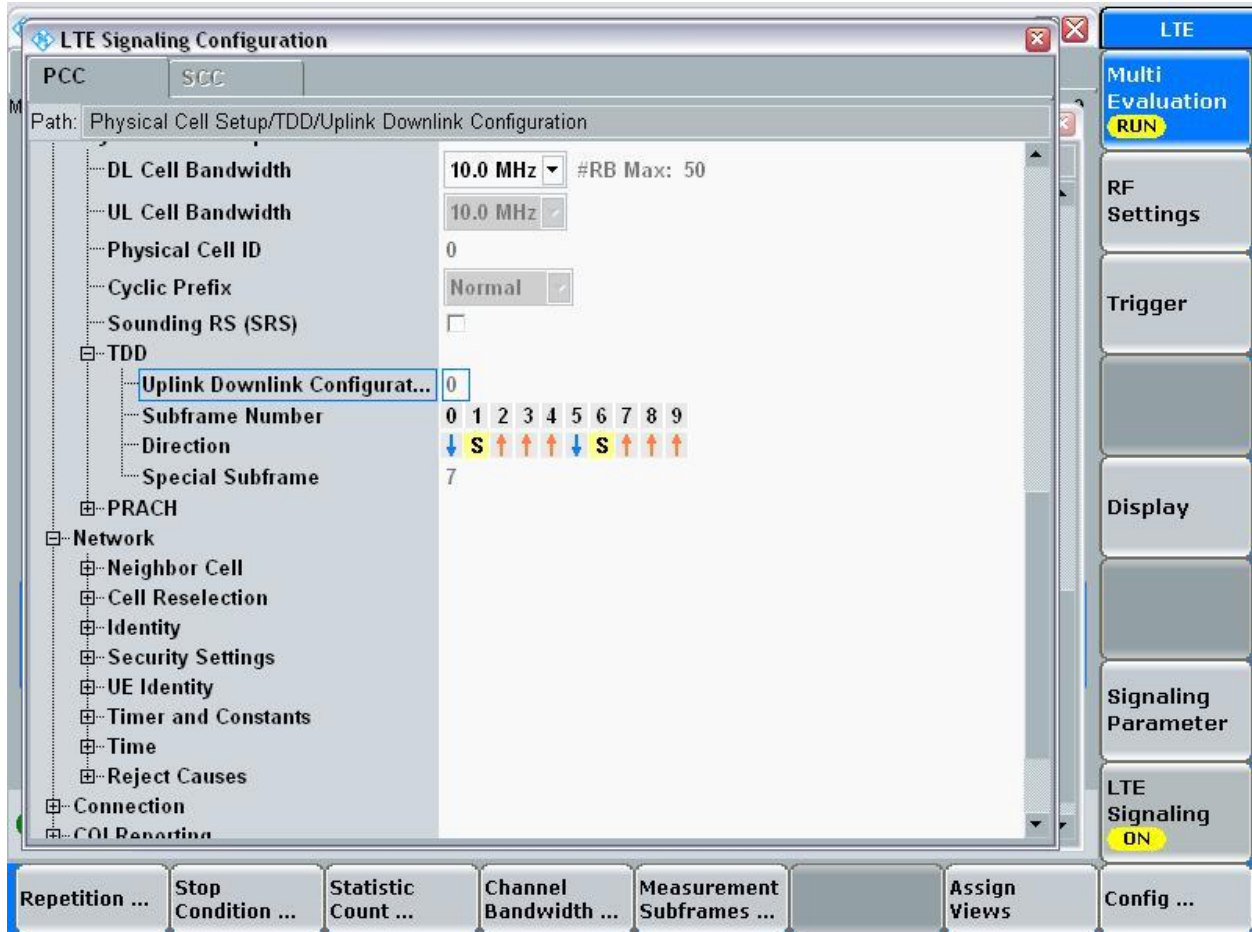 LTE Signaling Configuration
LTE
PCC
SCC
Path: Physical Cell Setup/TDD/Uplink Downlink Configuration
DL Cell Bandwidth 10.0 MHz #RB Max: 50
UL Cell Bandwidth 10.0 MHz
Physical Cell ID 0
Cyclic Prefix Normal
Sounding RS (SRS)
TDD
Uplink Downlink Configurat... 0
Subframe Number 0 1 2 3 4 5 6 7 8 9
Direction ↓ S ↑ ↑ ↑ ↓ S ↑ ↑ ↑
Special Subframe 7
PRACH
Network
Neighbor Cell
Cell Reselection
Identity
Security Settings
UE Identity
Timer and Constants
Time
Reject Causes
Connection
CQI Reporting
Multi
Evaluation
RUN
RF
Settings
Trigger
Display
Signaling
Parameter
LTE
Signaling
ON
Repetition ...
Stop
Condition ...
Statistic
Count ...
Channel
Bandwidth ...
Measurement
Subframes ...
Assign
Views
Config ...